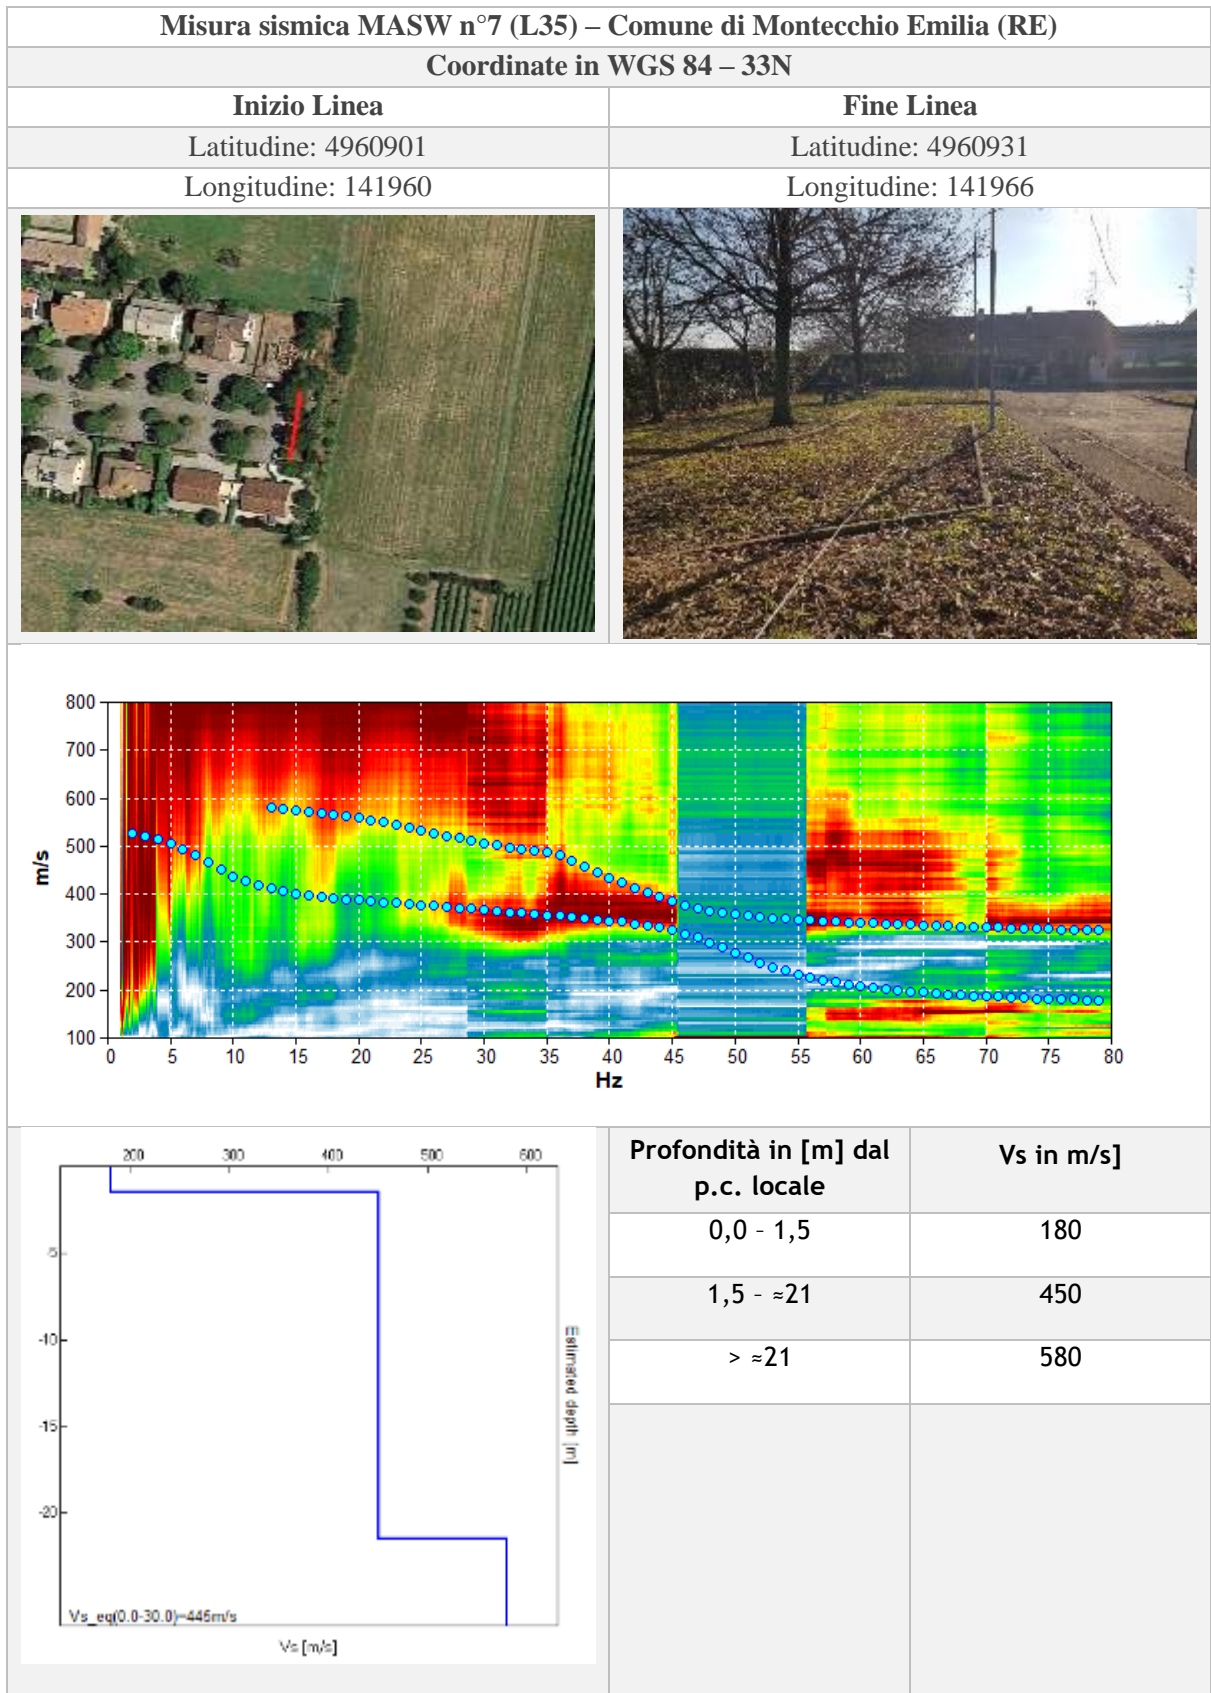 Misura sismica MASW n°7 (L35) – Comune di Montecchio Emilia (RE)
Coordinate in WGS 84 – 33N
Inizio Linea
Fine Linea
Latitudine: 4960901
Latitudine: 4960931
Longitudine: 141960
Longitudine: 141966
800
700
600
500
400
300
200
100
m/s
0 5 10 15 20 25 30 35 40 45 50 55 60 65 70 75 80
Hz
200 300 400 500 600
-5
-10
-15
-20
Estimated depth [m]
Vs_eq(0.0-30.0)=445m/s
Vs [m/s]
Profondità in [m] dal
p.c. locale
Vs in m/s]
0,0 – 1,5
180
1,5 – ≈21
450
> ≈21
580